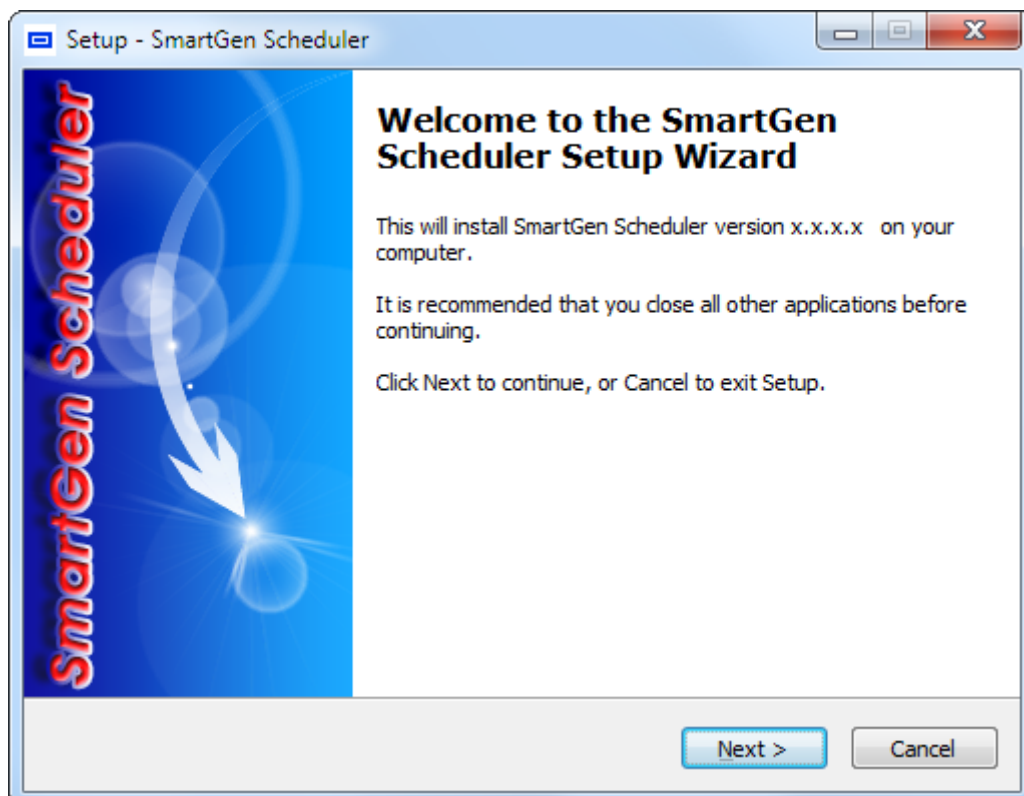 Setup - SmartGen Scheduler
SmartGen Scheduler
Welcome to the SmartGen
Scheduler Setup Wizard
This will install SmartGen Scheduler version x.x.x.x on your
computer.
It is recommended that you close all other applications before
continuing.
Click Next to continue, or Cancel to exit Setup.
Next >
Cancel